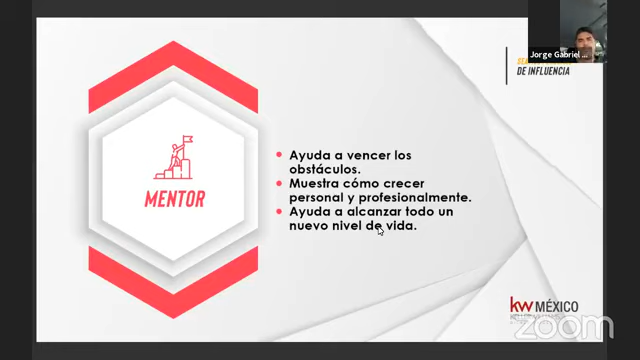 Jorge Gabriel ...
DE INFLUENCIA
MENTOR
Ayuda a vencer los
obstáculos.
Muestra cómo crecer
personal y profesionalmente.
Ayuda a alcanzar todo un
nuevo nivel de vida.
kw MÉXICO
zoom